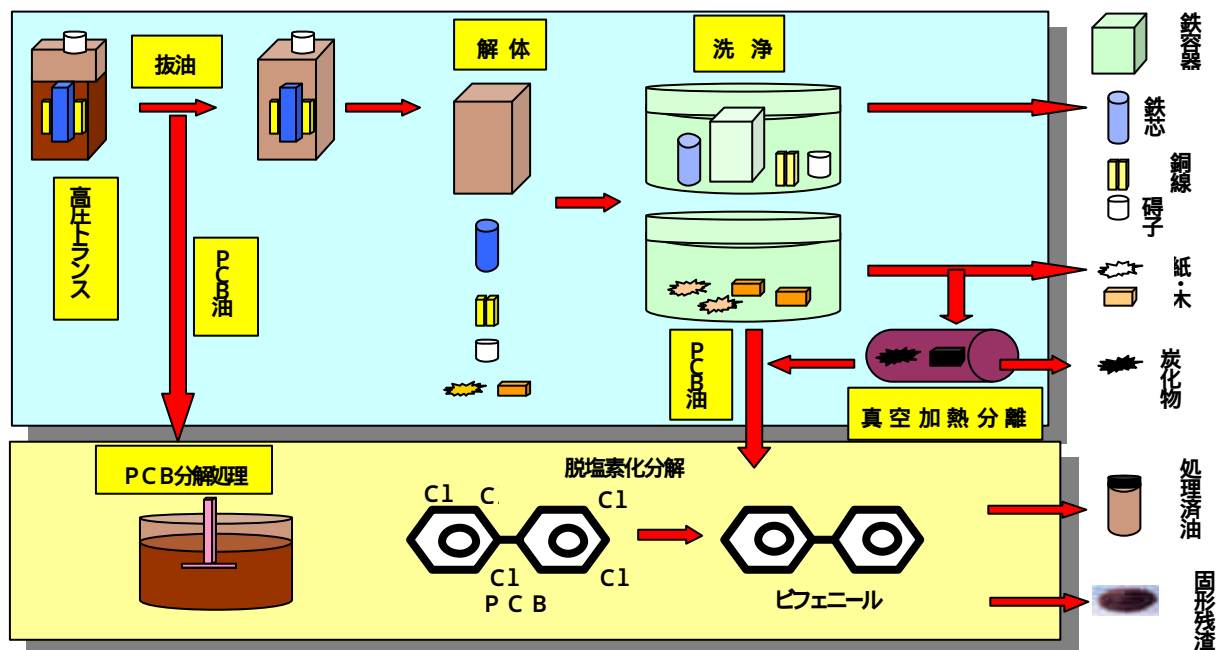 抜油
解体
洗浄
鉄容器
鉄芯
銅線
碍子
高圧トランス
PCB油
紙・木
PCB油
炭化物
真空加熱分離
PCB分解処理
脱塩素化分解
処理済油
Cl
C
Cl
Cl
Cl
PCB
ビフェニール
固形残渣